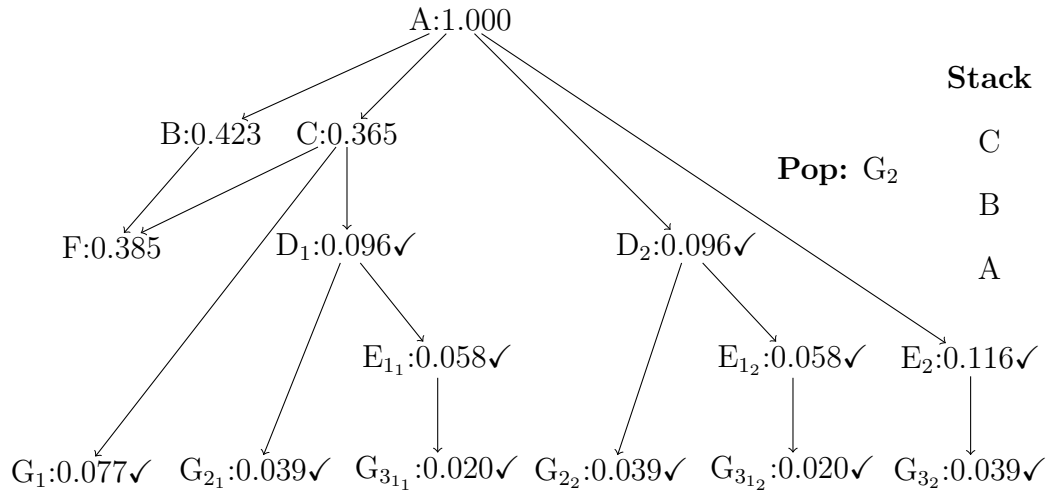 A:1.000
Stack
B:0.423 C:0.365
C
Pop: G₂
B
F:0.385 D₁:0.096✓ D₂:0.096✓
A
E₁₁:0.058✓ E₁₂:0.058✓ E₂:0.116✓
G₁:0.077✓ G₂₁:0.039✓ G₃₁₁:0.020✓ G₂₂:0.039✓ G₃₁₂:0.020✓ G₃₂:0.039✓